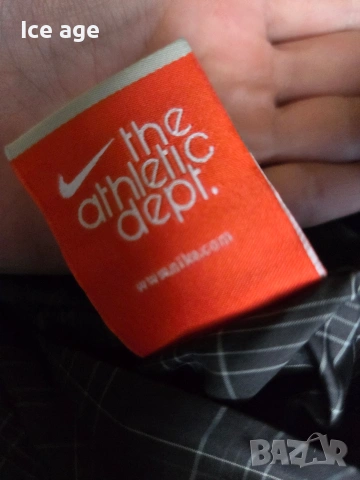 Ice age
the
athletic
dept.
www.nike.com
BAZAR